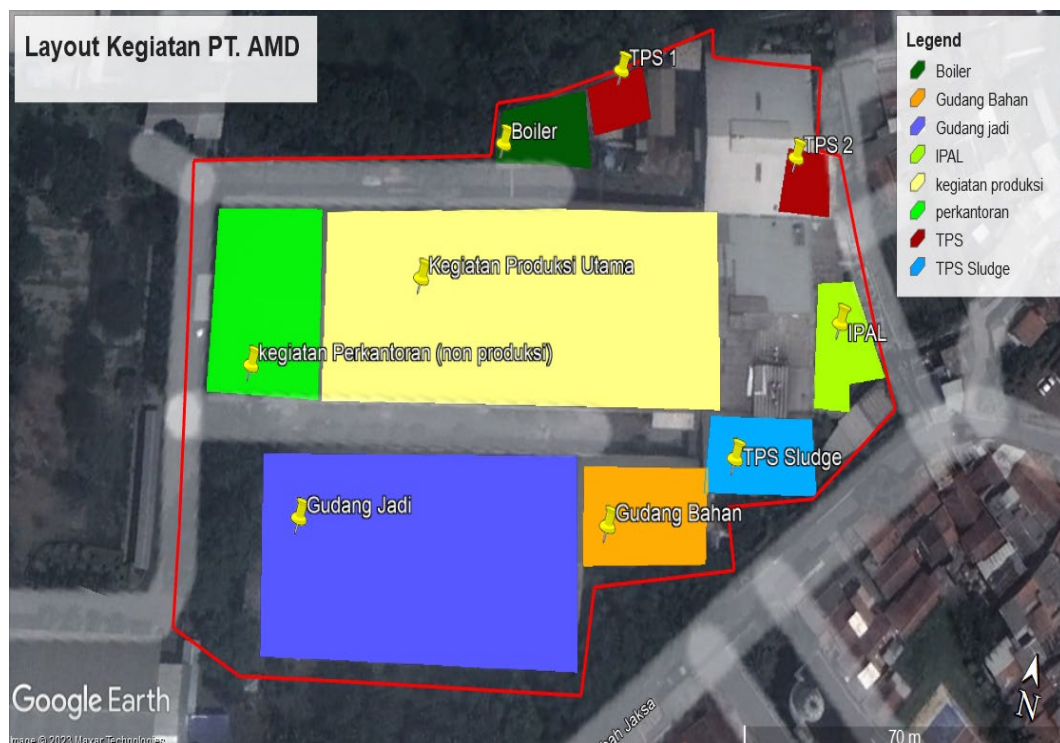 Layout Kegiatan PT. AMD
Legend
Boiler
Gudang Bahan
Gudang jadi
IPAL
kegiatan produksi
perkantoran
TPS
TPS Sludge
TPS 1
Boiler
TPS 2
Kegiatan Produksi Utama
IPAL
kegiatan Perkantoran (non produksi)
TPS Sludge
Gudang Jadi
Gudang Bahan
Google Earth
Image © 2023 Maxar Technologies
Jaksa
70 m
N